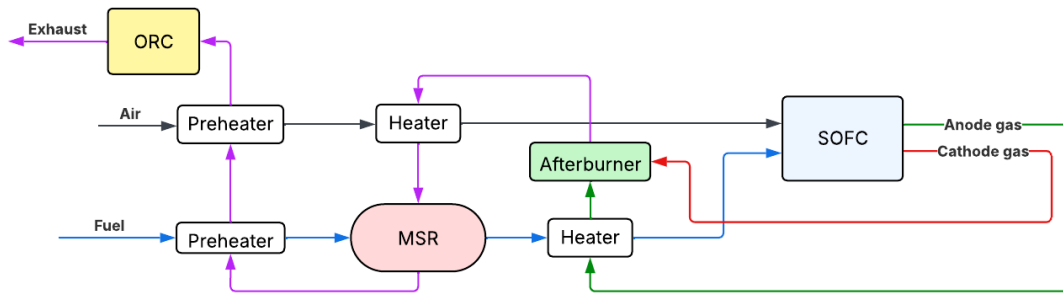 Exhaust
ORC
Air
Preheater
Heater
SOFC
Anode gas
Cathode gas
Afterburner
Fuel
Preheater
MSR
Heater